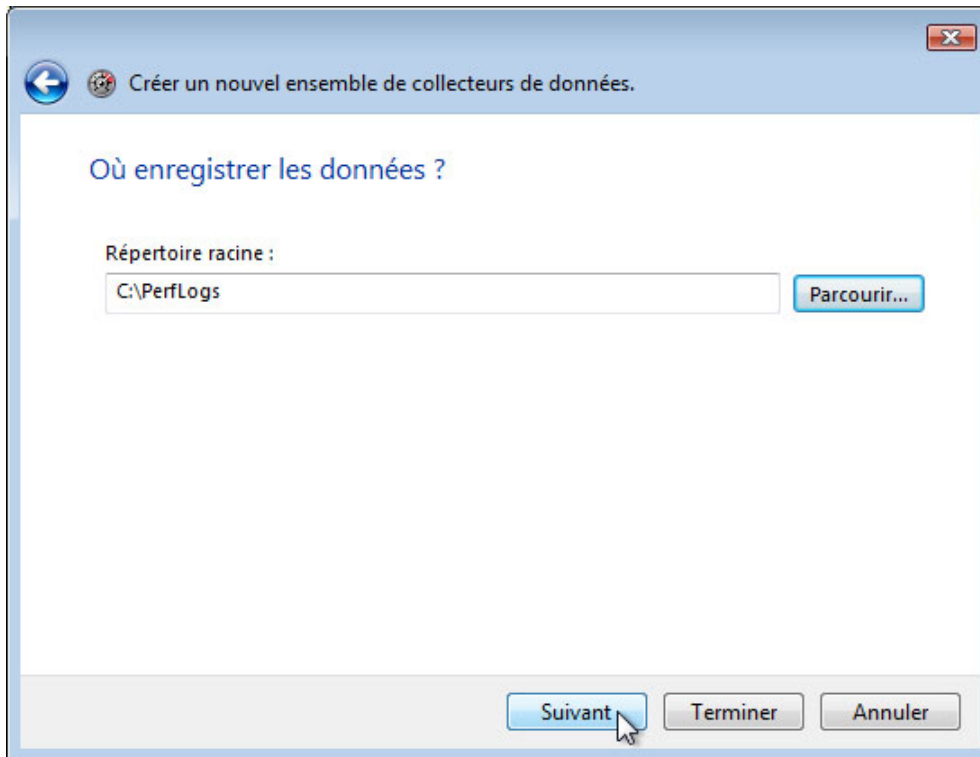 Créer un nouvel ensemble de collecteurs de données.
Où enregistrer les données ?
Répertoire racine :
C:\PerfLogs
Parcourir...
Suivant
Terminer
Annuler